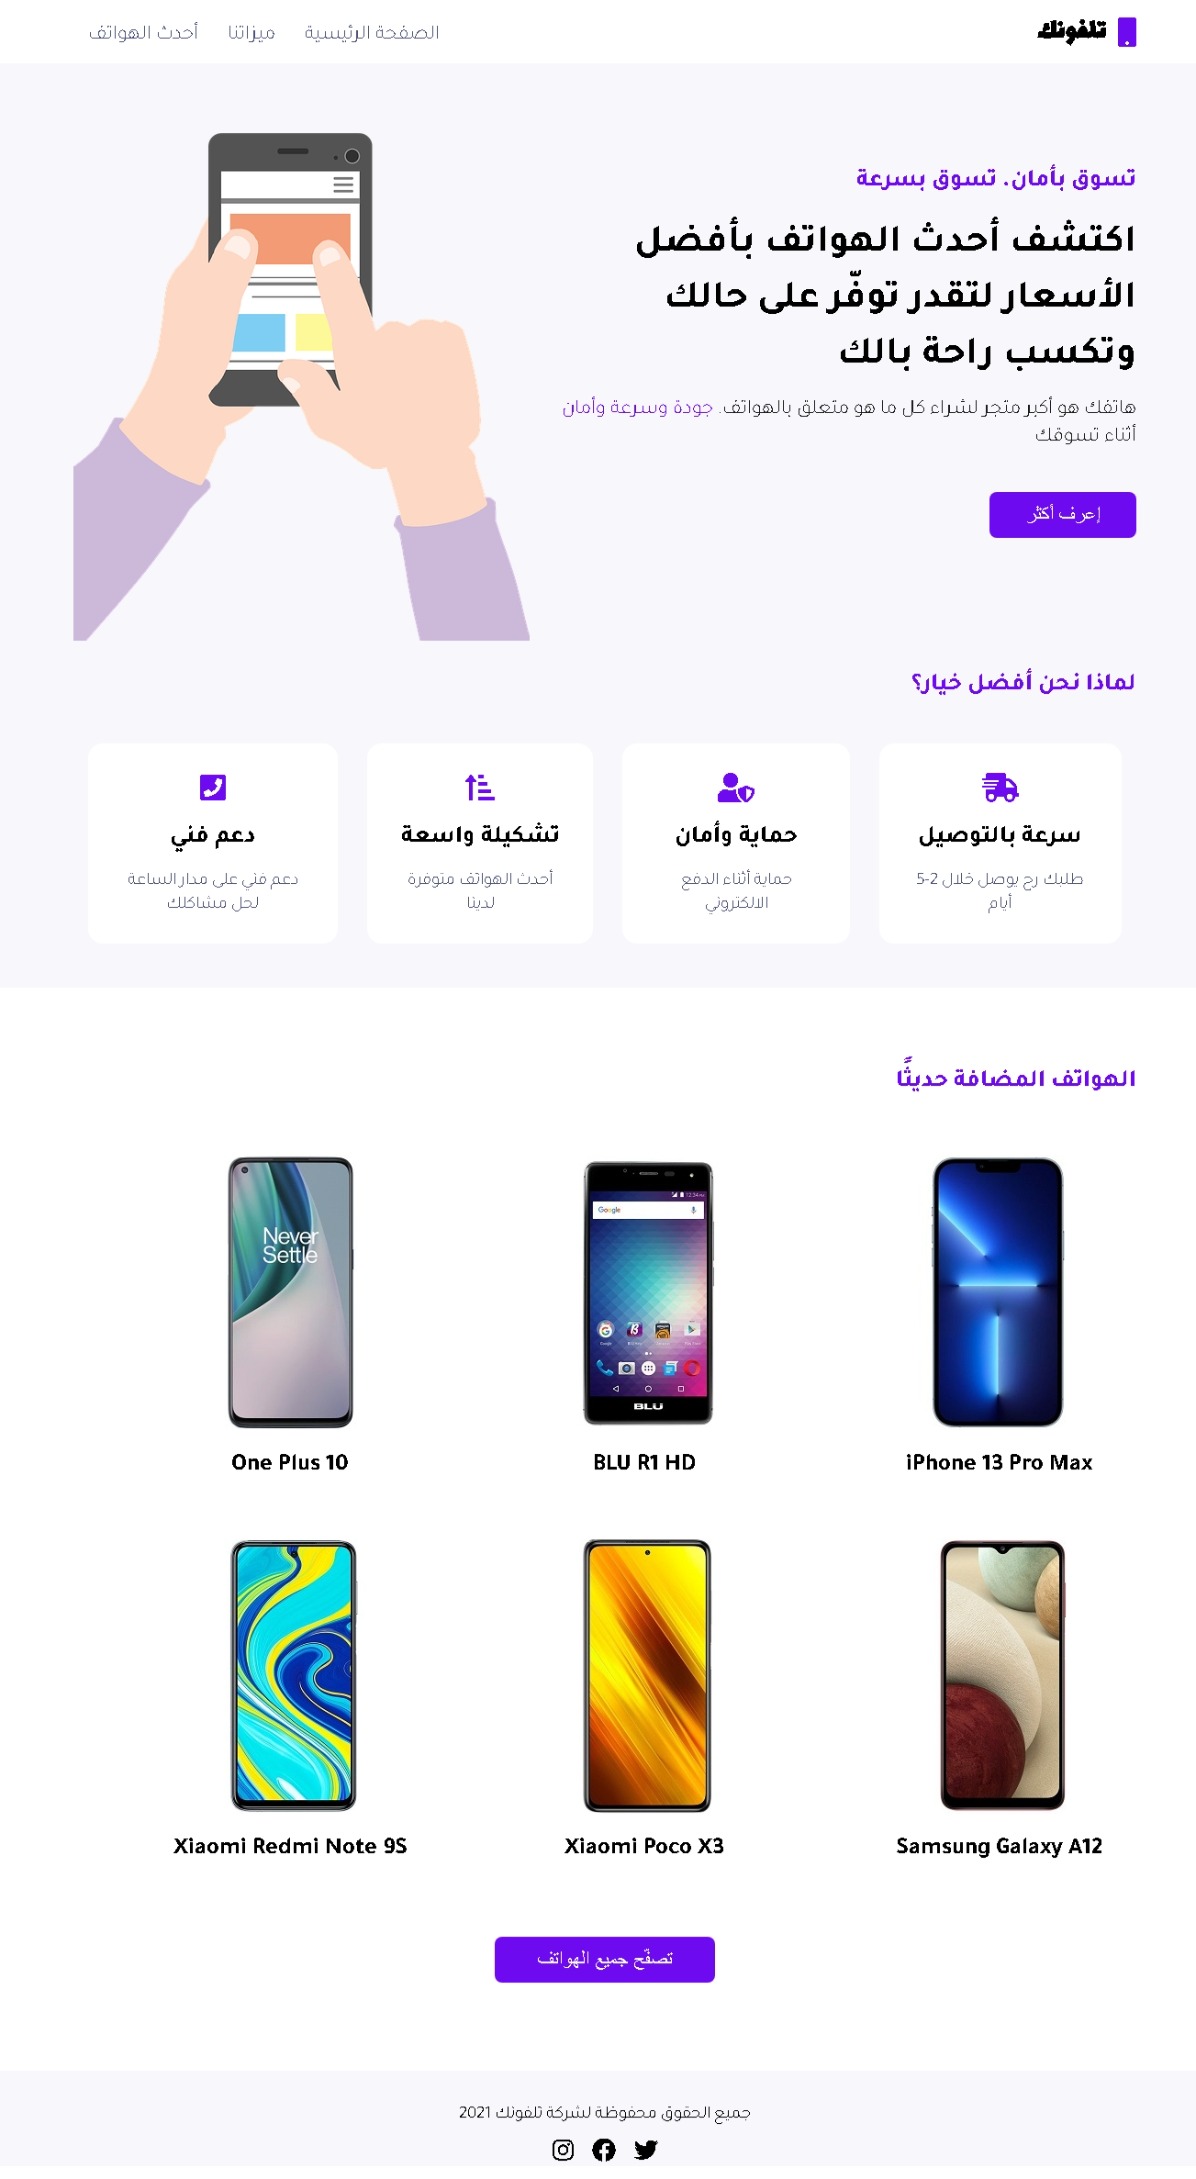 تلفونك
الصفحة الرئيسية
ميزاتنا
أحدث الهواتف
تسوق بأمان. تسوق بسرعة
اكتشف أحدث الهواتف بأفضل
الأسعار لتقدر توفّر على حالك
وتكسب راحة بالك
هاتفك هو أكبر متجر لشراء كل ما هو متعلق بالهواتف. جودة وسرعة وأمان
أثناء تسوقك
إعرف أكثر
لماذا نحن أفضل خيار؟
سرعة بالتوصيل
طلبك رح يوصل خلال 2-5
أيام
حماية وأمان
حماية أثناء الدفع
الالكتروني
تشكيلة واسعة
أحدث الهواتف متوفرة
لدينا
دعم فني
دعم فني على مدار الساعة
لحل مشاكلك
الهواتف المضافة حديثًا
iPhone 13 Pro Max
Google
BLU
BLU R1 HD
Never
Settle
One Plus 10
Samsung Galaxy A12
Xiaomi Poco X3
Xiaomi Redmi Note 9S
تصفّح جميع الهواتف
جميع الحقوق محفوظة لشركة تلفونك 2021